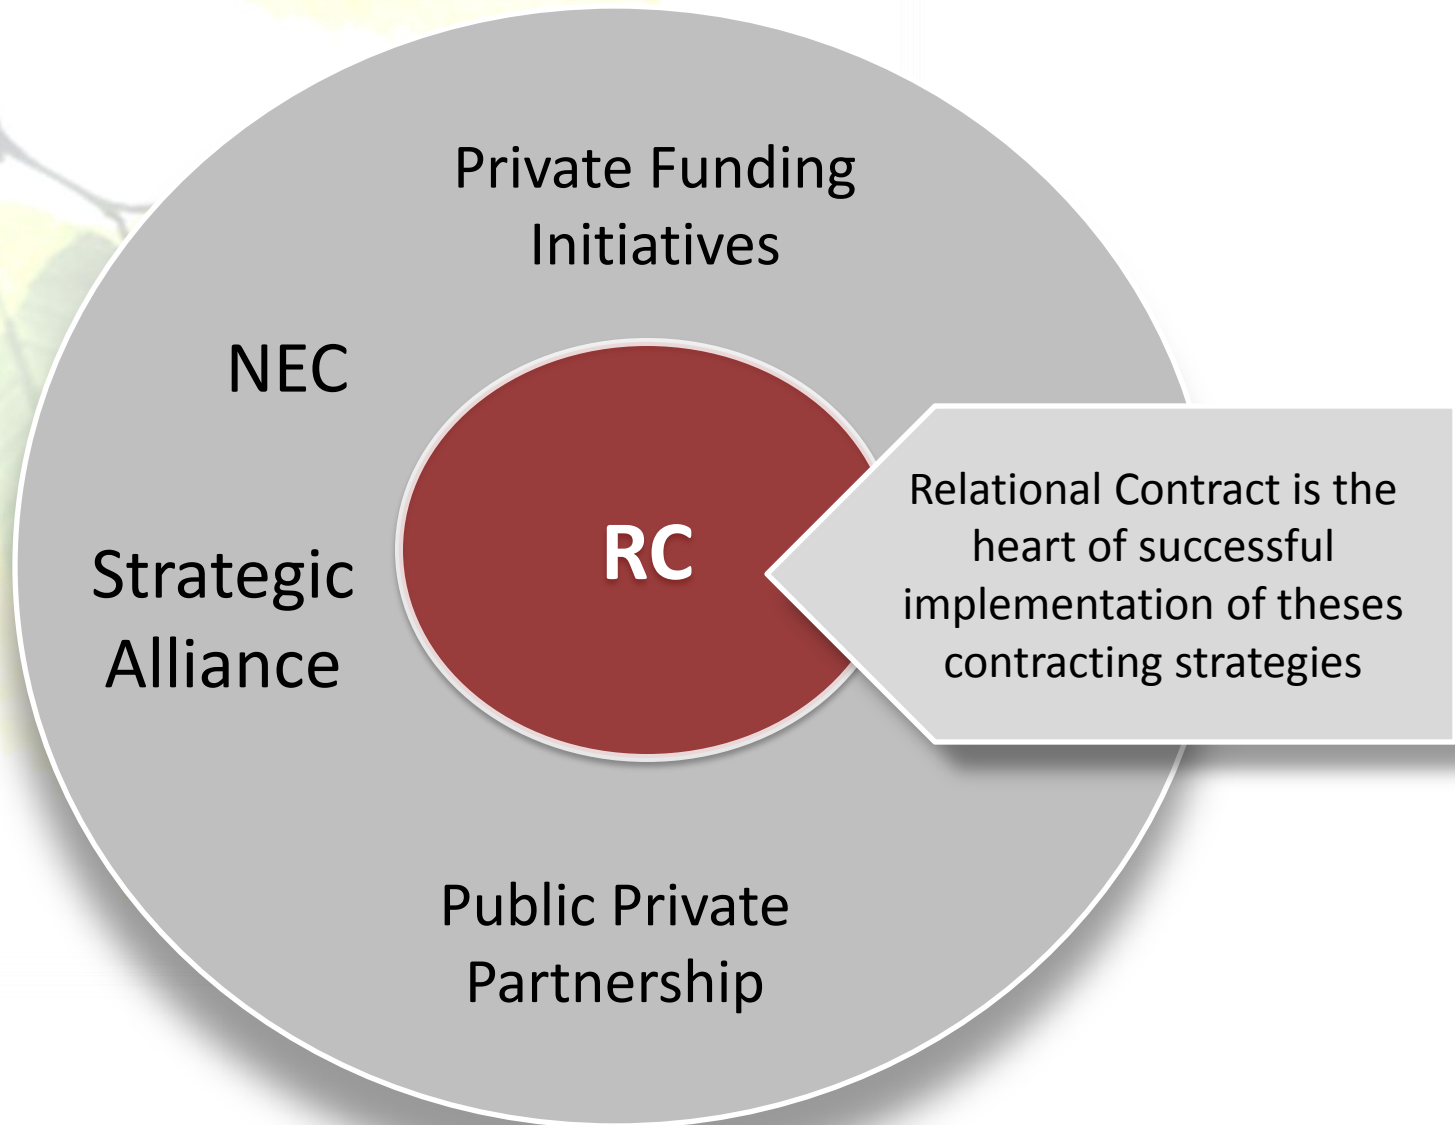 Private Funding
Initiatives
NEC
Strategic
Alliance
RC
Relational Contract is the
heart of successful
implementation of theses
contracting strategies
Public Private
Partnership